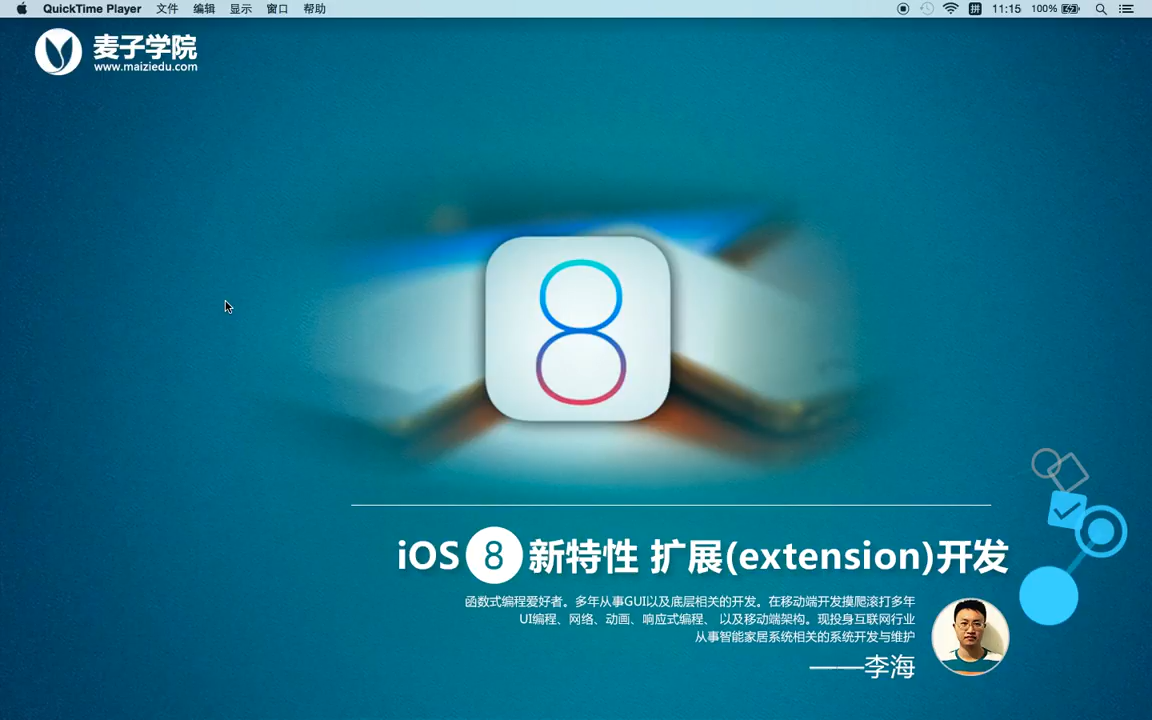 QuickTime Player 文件 编辑 显示 窗口 帮助 拼 11:15 100%
麦子学院
www.maiziedu.com
8
iOS 8 新特性 扩展(extension)开发
函数式编程爱好者。多年从事GUI以及底层相关的开发。在移动端开发摸爬滚打多年
UI编程、网络、动画、响应式编程、 以及移动端架构。现投身互联网行业
从事智能家居系统相关的系统开发与维护
——李海